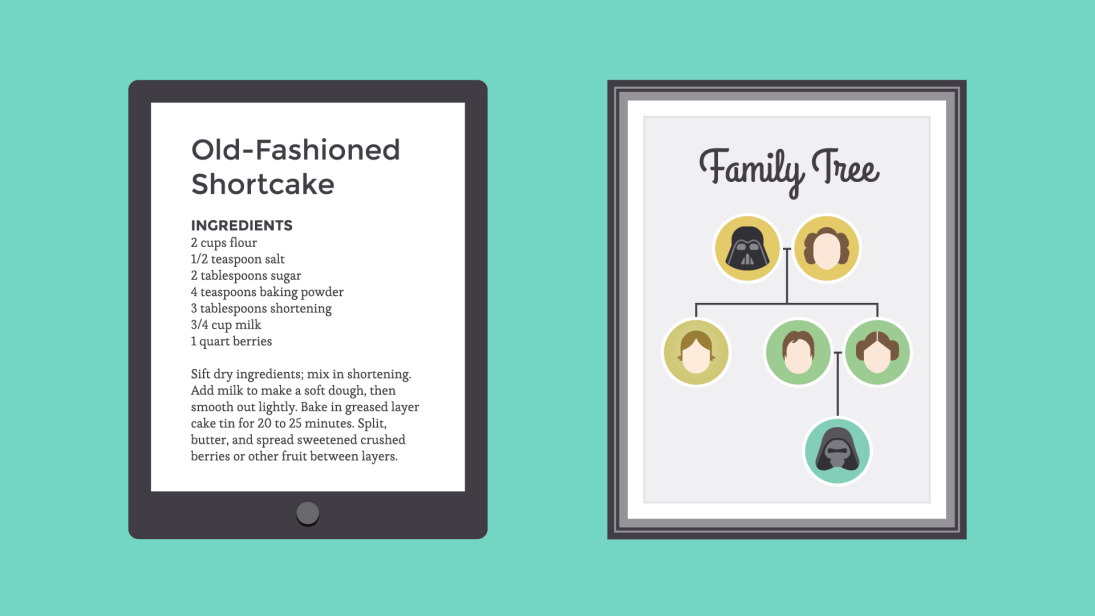 Old-Fashioned
Shortcake
INGREDIENTS
2 cups flour
1/2 teaspoon salt
2 tablespoons sugar
4 teaspoons baking powder
3 tablespoons shortening
3/4 cup milk
1 quart berries
Sift dry ingredients; mix in shortening.
Add milk to make a soft dough, then
smooth out lightly. Bake in greased layer
cake tin for 20 to 25 minutes. Split,
butter, and spread sweetened crushed
berries or other fruit between layers.
Family Tree